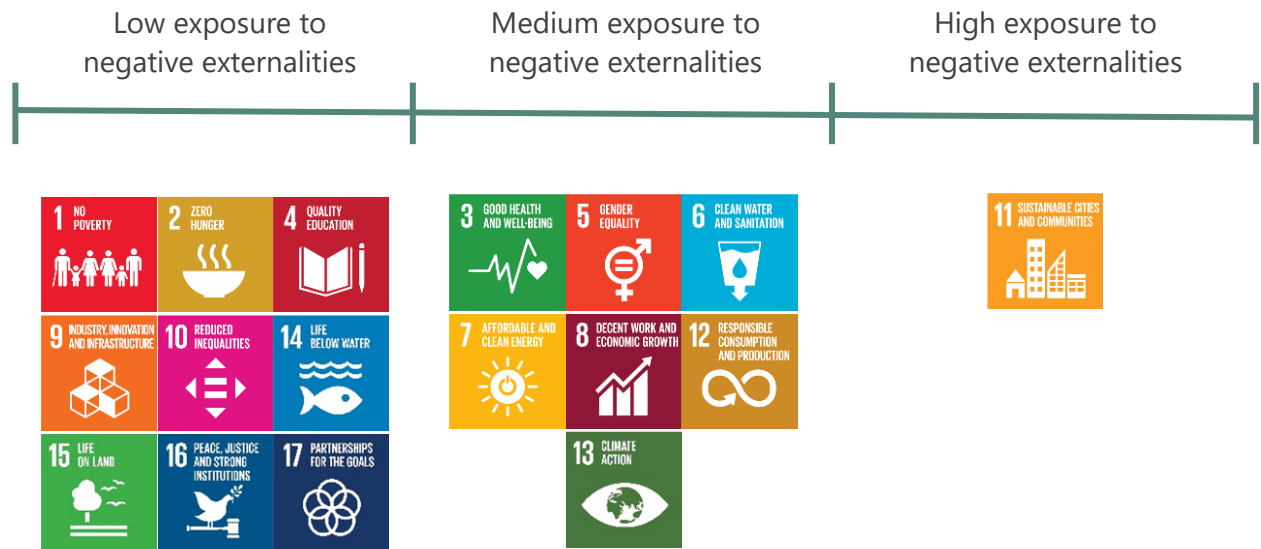 Low exposure to
negative externalities
Medium exposure to
negative externalities
High exposure to
negative externalities
1 NO
POVERTY
2 ZERO
HUNGER
4 QUALITY
EDUCATION
9 INDUSTRY, INNOVATION
AND INFRASTRUCTURE
10 REDUCED
INEQUALITIES
14 LIFE
BELOW WATER
15 LIFE
ON LAND
16 PEACE, JUSTICE
AND STRONG
INSTITUTIONS
17 PARTNERSHIPS
FOR THE GOALS
3 GOOD HEALTH
AND WELL-BEING
5 GENDER
EQUALITY
6 CLEAN WATER
AND SANITATION
7 AFFORDABLE AND
CLEAN ENERGY
8 DECENT WORK AND
ECONOMIC GROWTH
12 RESPONSIBLE
CONSUMPTION
AND PRODUCTION
13 CLIMATE
ACTION
11 SUSTAINABLE CITIES
AND COMMUNITIES